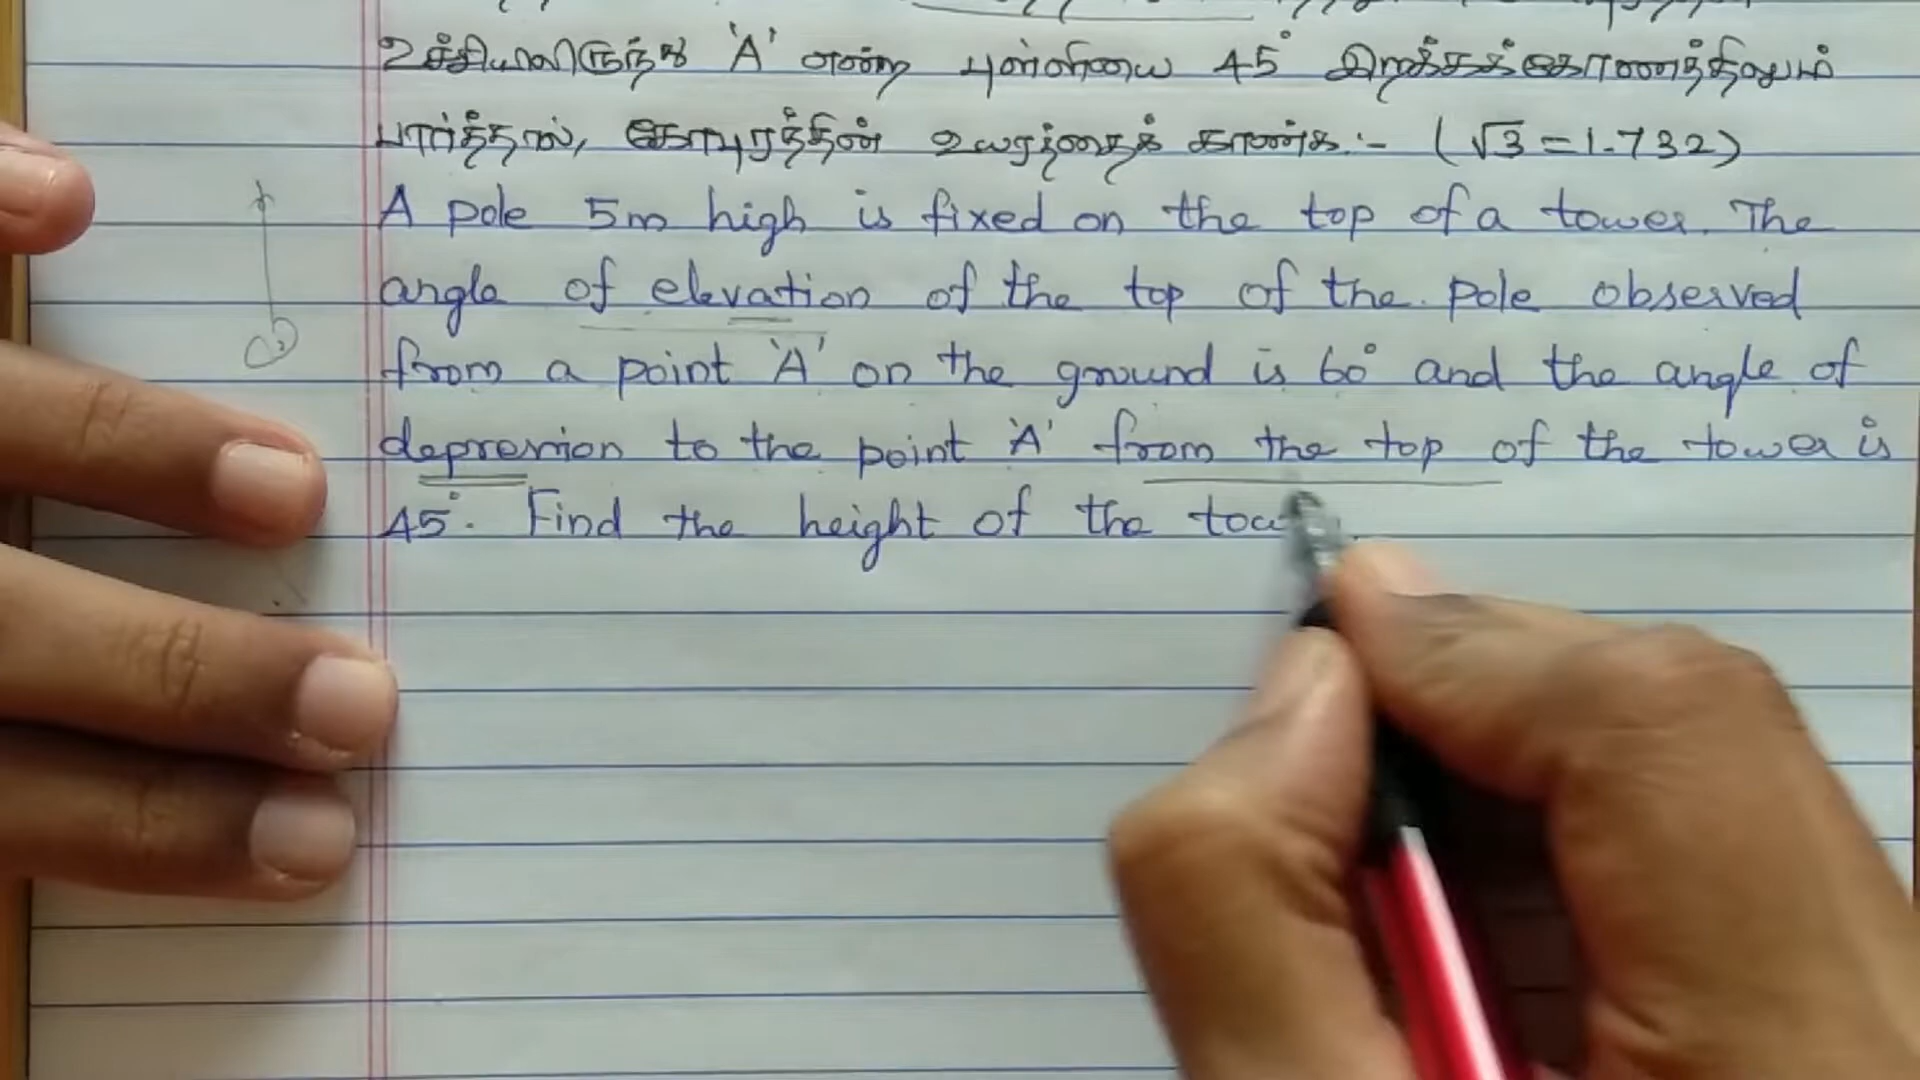 உச்சியிலிருந்து 'A' என்ற புள்ளியை 45° இறக்கக்கோணத்திலும்
பார்த்தால், கோபுரத்தின் உயரத்தைக் காண்க:- (√3 = 1.732)
A pole 5m high is fixed on the top of a tower. The
angle of elevation of the top of the pole observed
from a point 'A' on the ground is 60° and the angle of
depression to the point 'A' from the top of the tower is
45°. Find the height of the